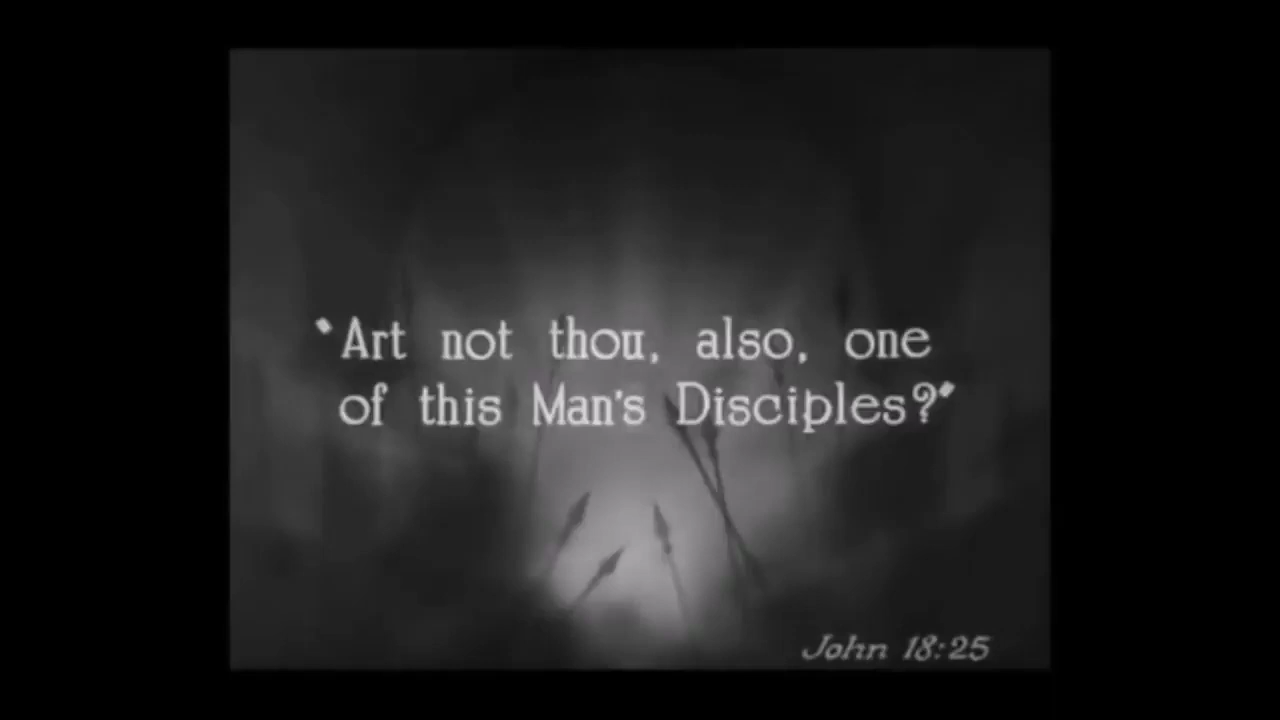 "Art not thou, also, one
of this Man's Disciples?"
John 18:25